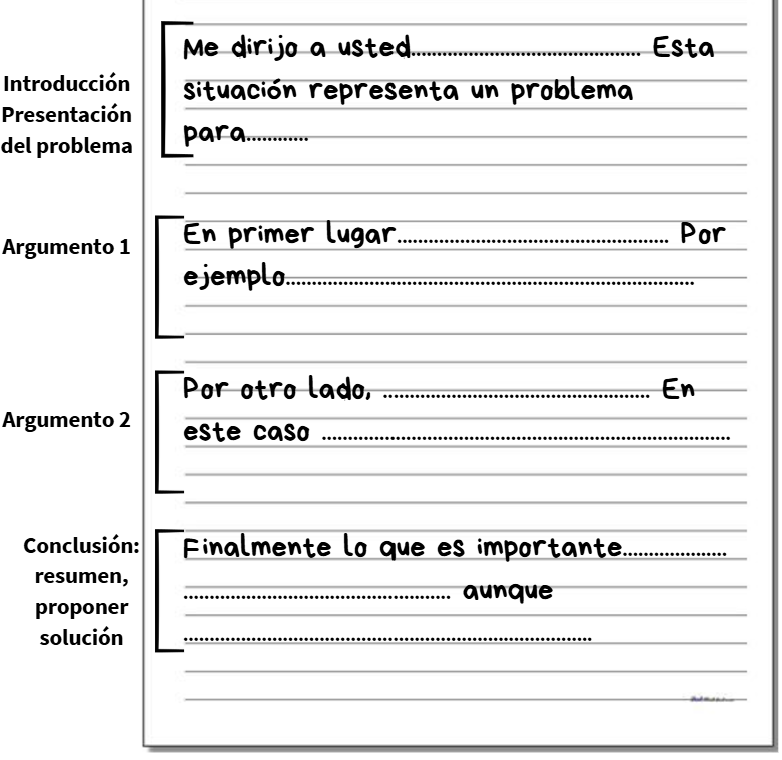 Introducción
Presentación
del problema
Me dirijo a usted............................................... Esta
situación representa un problema
para............
Argumento 1
En primer lugar....................................................... Por
ejemplo....................................................................................
Argumento 2
Por otro lado, ...................................................... En
este caso ....................................................................................
Conclusión:
resumen,
proponer
solución
Finalmente lo que es importante.....................
....................................................... aunque
....................................................................................